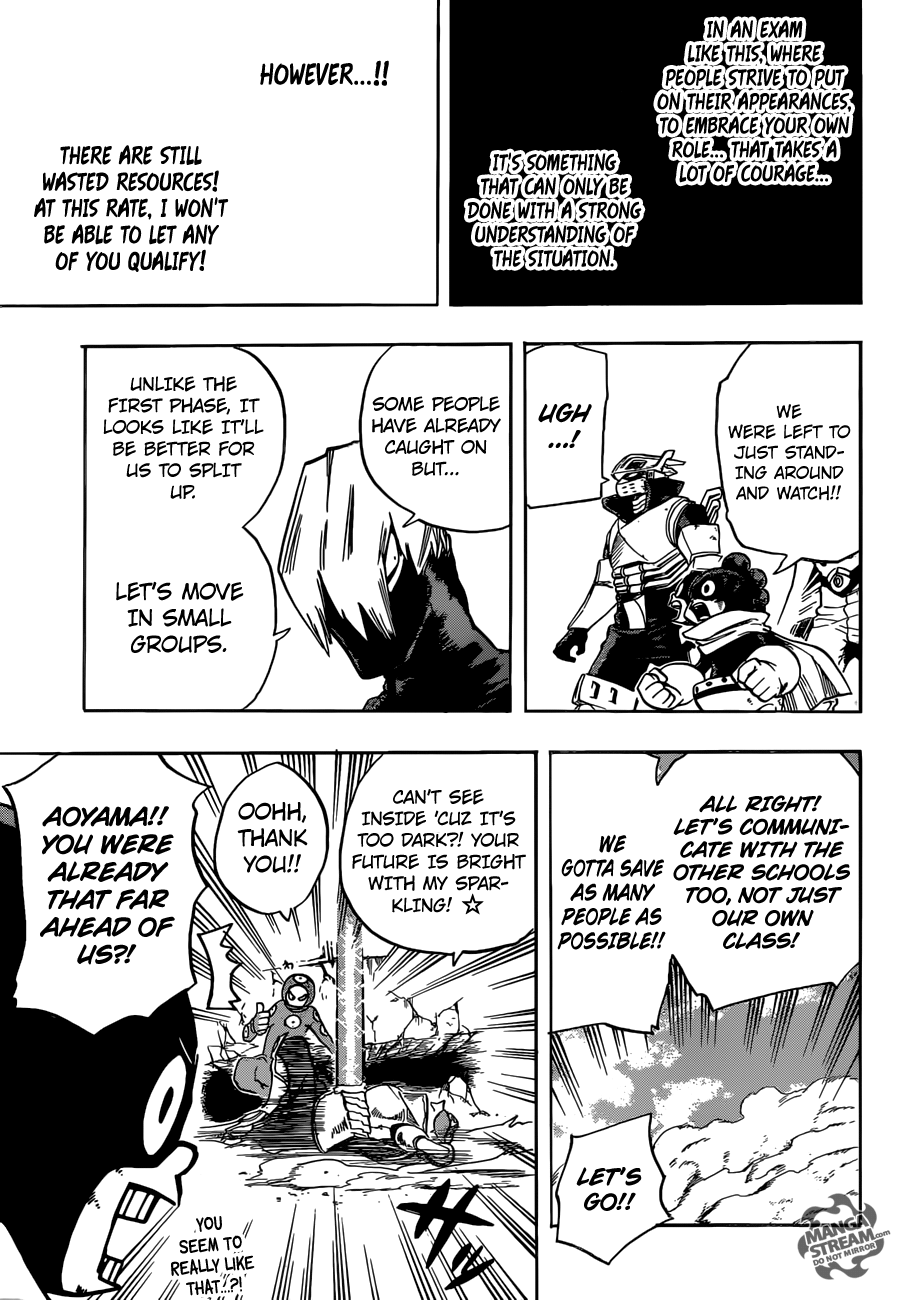 IN AN EXAM
LIKE THIS, WHERE
PEOPLE STRIVE TO PUT
ON THEIR APPEARANCES,
TO EMBRACE YOUR OWN
ROLE... THAT TAKES A
LOT OF COURAGE...
IT'S SOMETHING
THAT CAN ONLY BE
DONE WITH A STRONG
UNDERSTANDING OF
THE SITUATION.
HOWEVER...!!
THERE ARE STILL
WASTED RESOURCES!
AT THIS RATE, I WON'T
BE ABLE TO LET ANY
OF YOU QUALIFY!
WE
WERE LEFT TO
JUST STAND-
ING AROUND
AND WATCH!!
UGH
...!
SOME PEOPLE
HAVE ALREADY
CAUGHT ON
BUT...
UNLIKE THE
FIRST PHASE, IT
LOOKS LIKE IT'LL
BE BETTER FOR
US TO SPLIT
UP.
LET'S MOVE
IN SMALL
GROUPS.
ALL RIGHT!
LET'S COMMUNI-
CATE WITH THE
OTHER SCHOOLS
TOO, NOT JUST
OUR OWN
CLASS!
WE
GOTTA SAVE
AS MANY
PEOPLE AS
POSSIBLE!!
LET'S
GO!!
CAN'T SEE
INSIDE 'CUZ IT'S
TOO DARK?! YOUR
FUTURE IS BRIGHT
WITH MY SPAR-
KLING! ☆
OOHH,
THANK
YOU!!
AOYAMA!!
YOU WERE
ALREADY
THAT FAR
AHEAD OF
US?!
YOU
SEEM TO
REALLY LIKE
THAT...?!
MANGA
STREAM.com
DO NOT MIRROR